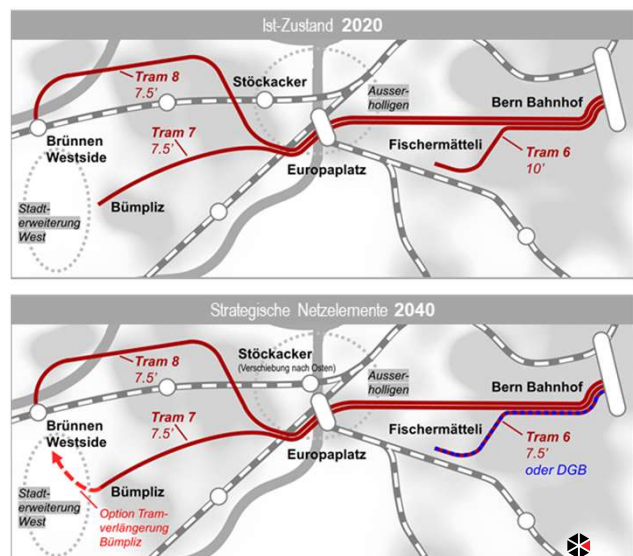 Ist-Zustand 2020
Tram 8
7.5'
Stöckacker
Ausser-
holligen
Bern Bahnhof
Brünnen
Westside
Tram 7
7.5'
Fischermätteli
Tram 6
10'
Europaplatz
Bümpliz
Stadt-
erweiterung
West
Strategische Netzelemente 2040
Tram 8
7.5'
Stöckacker
(Verschiebung nach Osten)
Ausser-
holligen
Bern Bahnhof
Brünnen
Westside
Tram 7
7.5'
Fischermätteli
Tram 6
7.5'
oder DGB
Europaplatz
Bümpliz
Stadt-
erweiterung
West
Option Tram-
verlängerung
Bümpliz